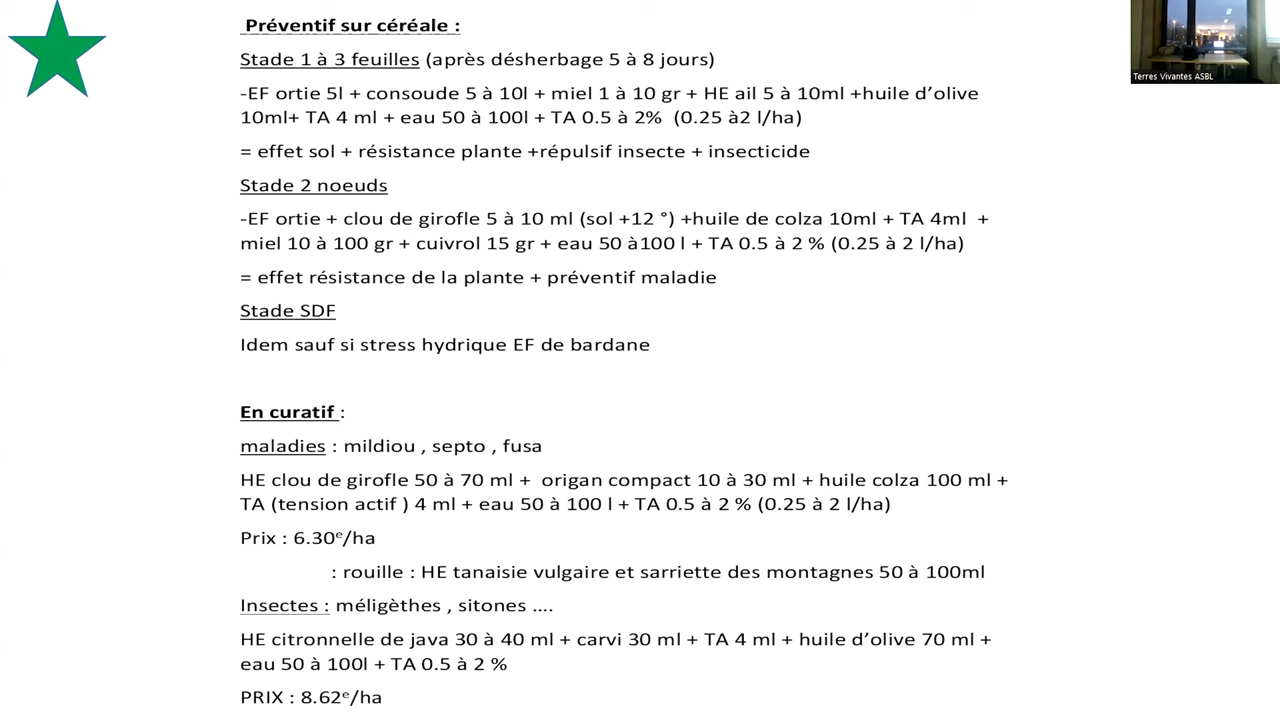 Préventif sur céréale :
Stade 1 à 3 feuilles (après désherbage 5 à 8 jours)
-EF ortie 5l + consoude 5 à 10l + miel 1 à 10 gr + HE ail 5 à 10ml +huile d’olive
10ml+ TA 4 ml + eau 50 à 100l + TA 0.5 à 2%  (0.25 à2 l/ha)
= effet sol + résistance plante +répulsif insecte + insecticide
Stade 2 noeuds
-EF ortie + clou de girofle 5 à 10 ml (sol +12 °) +huile de colza 10ml + TA 4ml  +
miel 10 à 100 gr + cuivrol 15 gr + eau 50 à100 l + TA 0.5 à 2 % (0.25 à 2 l/ha)
= effet résistance de la plante + préventif maladie
Stade SDF
Idem sauf si stress hydrique EF de bardane
En curatif :
maladies : mildiou , septo , fusa
HE clou de girofle 50 à 70 ml +  origan compact 10 à 30 ml + huile colza 100 ml +
TA (tension actif ) 4 ml + eau 50 à 100 l + TA 0.5 à 2 % (0.25 à 2 l/ha)
Prix : 6.30ᵉ/ha
: rouille : HE tanaisie vulgaire et sarriette des montagnes 50 à 100ml
Insectes : méligèthes , sitones ....
HE citronnelle de java 30 à 40 ml + carvi 30 ml + TA 4 ml + huile d’olive 70 ml +
eau 50 à 100l + TA 0.5 à 2 %
PRIX : 8.62ᵉ/ha
Terres Vivantes ASBL